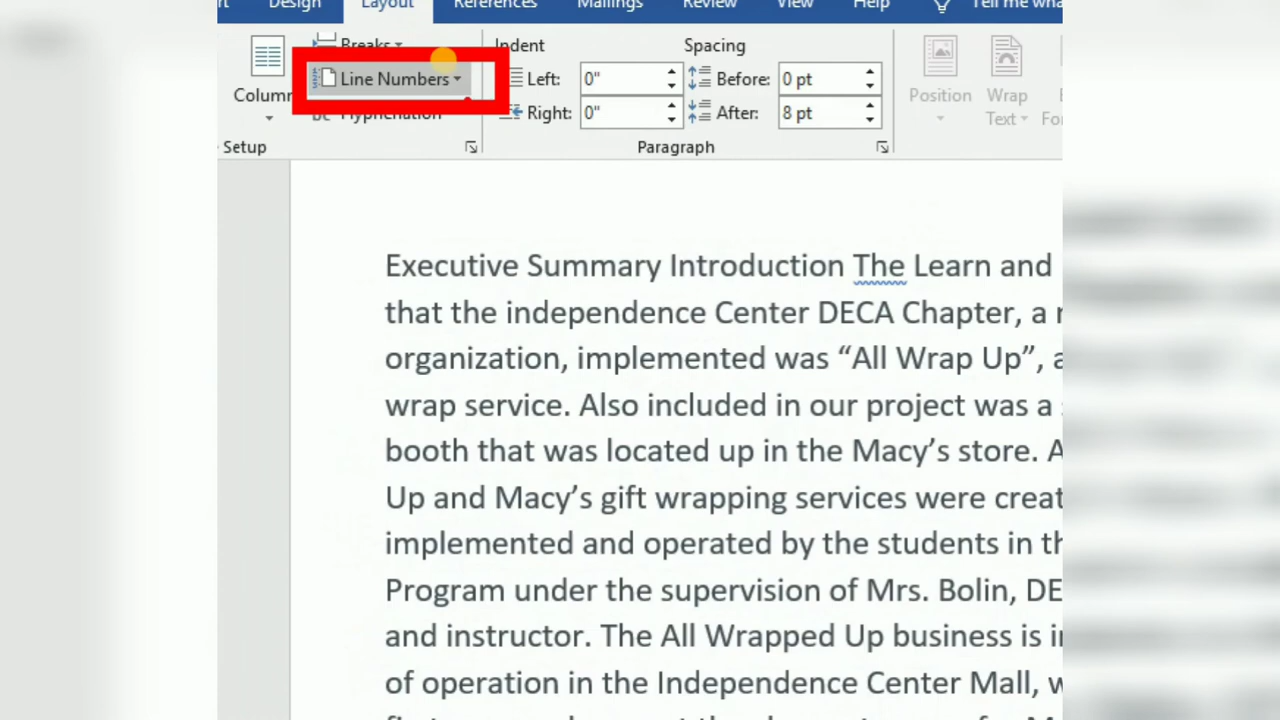 Design Layout References Mailings Review View Help Tell me what
Breaks Indent Spacing
Line Numbers Left: 0" Before: 0 pt Position Wrap
Column Hyphenation Right: 0" After: 8 pt Text
Setup Paragraph
Executive Summary Introduction The Learn and
that the independence Center DECA Chapter, a
organization, implemented was “All Wrap Up”,
wrap service. Also included in our project was a
booth that was located up in the Macy’s store.
Up and Macy’s gift wrapping services were creat
implemented and operated by the students in
Program under the supervision of Mrs. Bolin, DE
and instructor. The All Wrapped Up business is
of operation in the Independence Center Mall,